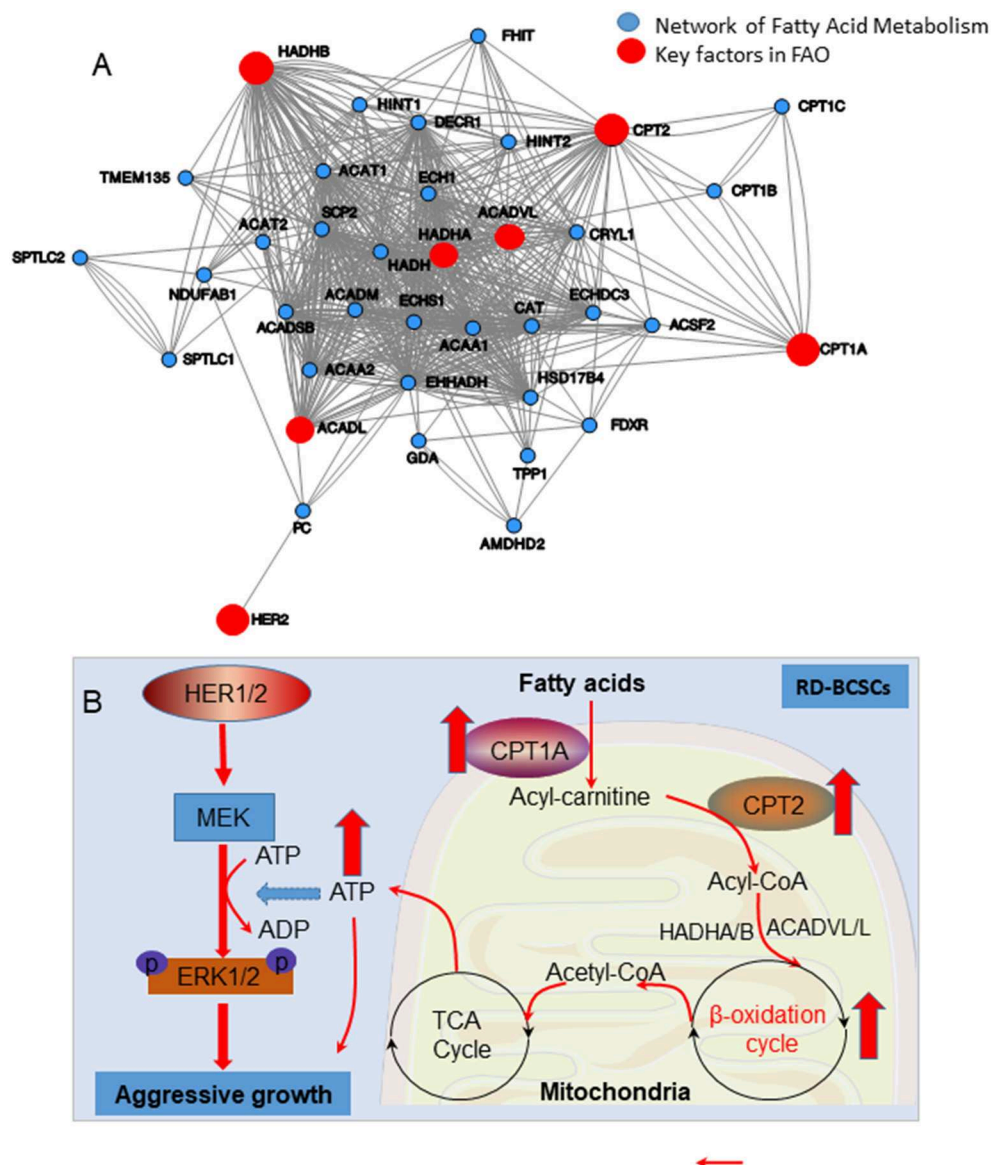 A
Network of Fatty Acid Metabolism
Key factors in FAO
FHIT
HADHB
HINT1
CPT1C
DECR1
CPT2
HINT2
ACAT1
ECH1
TMEM135
CPT1B
SCP2
ACADVL
ACAT2
HADHA
CRYL1
SPTLC2
HADH
NDUFAB1
ACADM
ECHS1
CAT
ECHDC3
ACADSB
ACAA1
ACSF2
CPT1A
SPTLC1
ACAA2
EHHADH
HSD17B4
ACADL
FDXR
GDA
TPP1
PC
AMDHD2
HER2
B
HER1/2
Fatty acids
RD-BCSCs
CPT1A
Acyl-carnitine
CPT2
MEK
ATP
ATP
ADP
Acyl-CoA
HADHA/B
ACADVL/L
p
p
ERK1/2
Acetyl-CoA
TCA
Cycle
β-oxidation
cycle
Aggressive growth
Mitochondria